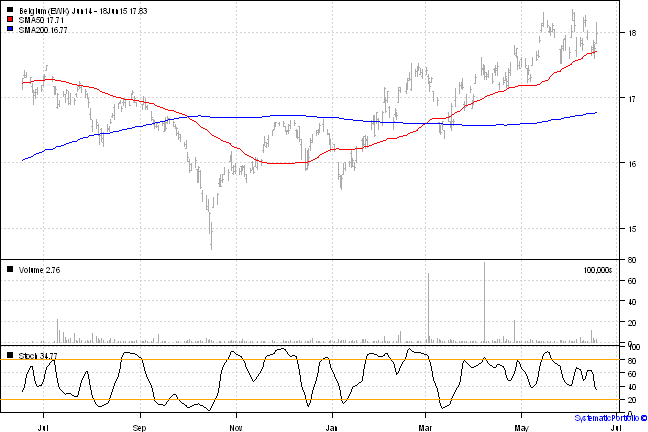 Belgium (EWK) Jun14 - 18Jun15 17.83
SMA50 17.71
SMA200 16.77
18
17
16
15
Volume 2.76
100,000s
80
60
40
20
0
Stoch 34.77
100
80
60
40
20
0
Jul
Sep
Nov
Jan
Mar
May
Jul
SystematicPortfolio ©